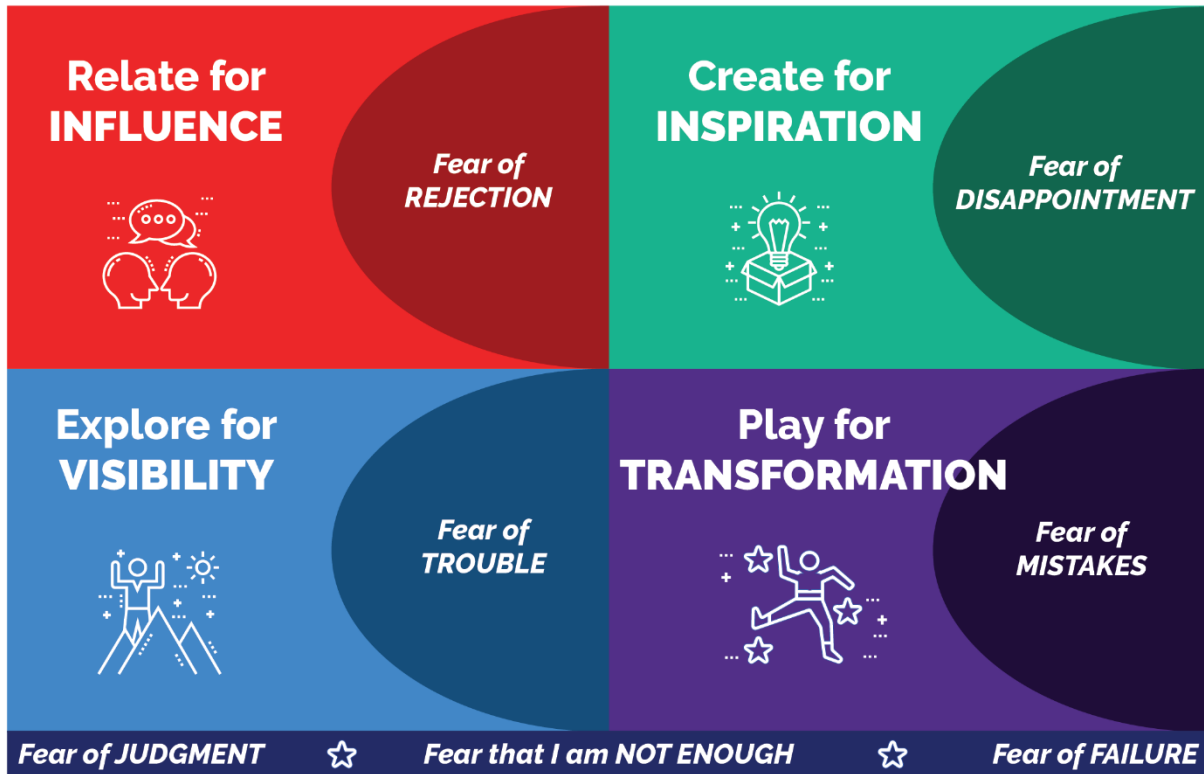 Relate for
INFLUENCE
Fear of
REJECTION
Create for
INSPIRATION
Fear of
DISAPPOINTMENT
Explore for
VISIBILITY
Fear of
TROUBLE
Play for
TRANSFORMATION
Fear of
MISTAKES
Fear of JUDGMENT Fear that I am NOT ENOUGH Fear of FAILURE